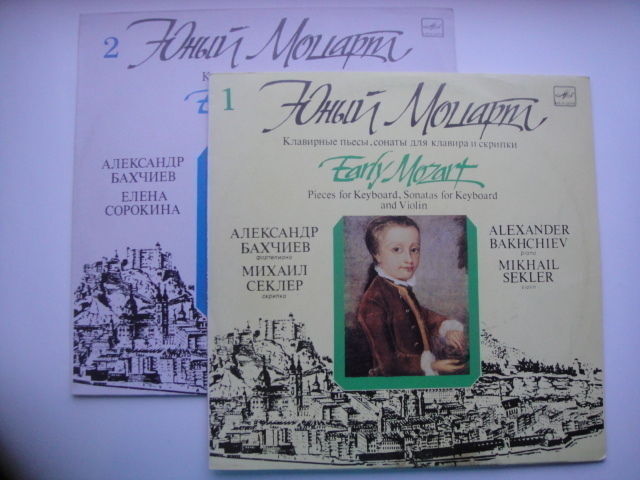 2 Юный Моцарт
К
АЛЕКСАНДР
БАХЧИЕВ
ЕЛЕНА
СОРОКИНА
1 Юный Моцарт
Клавирные пьесы, сонаты для клавира и скрипки
Early Mozart
Pieces for Keyboard, Sonatas for Keyboard
and Violin
АЛЕКСАНДР
БАХЧИЕВ
фортепиано
МИХАИЛ
СЕКЛЕР
скрипка
ALEXANDER
BAKHCHIEV
piano
MIKHAIL
SEKLER
violin